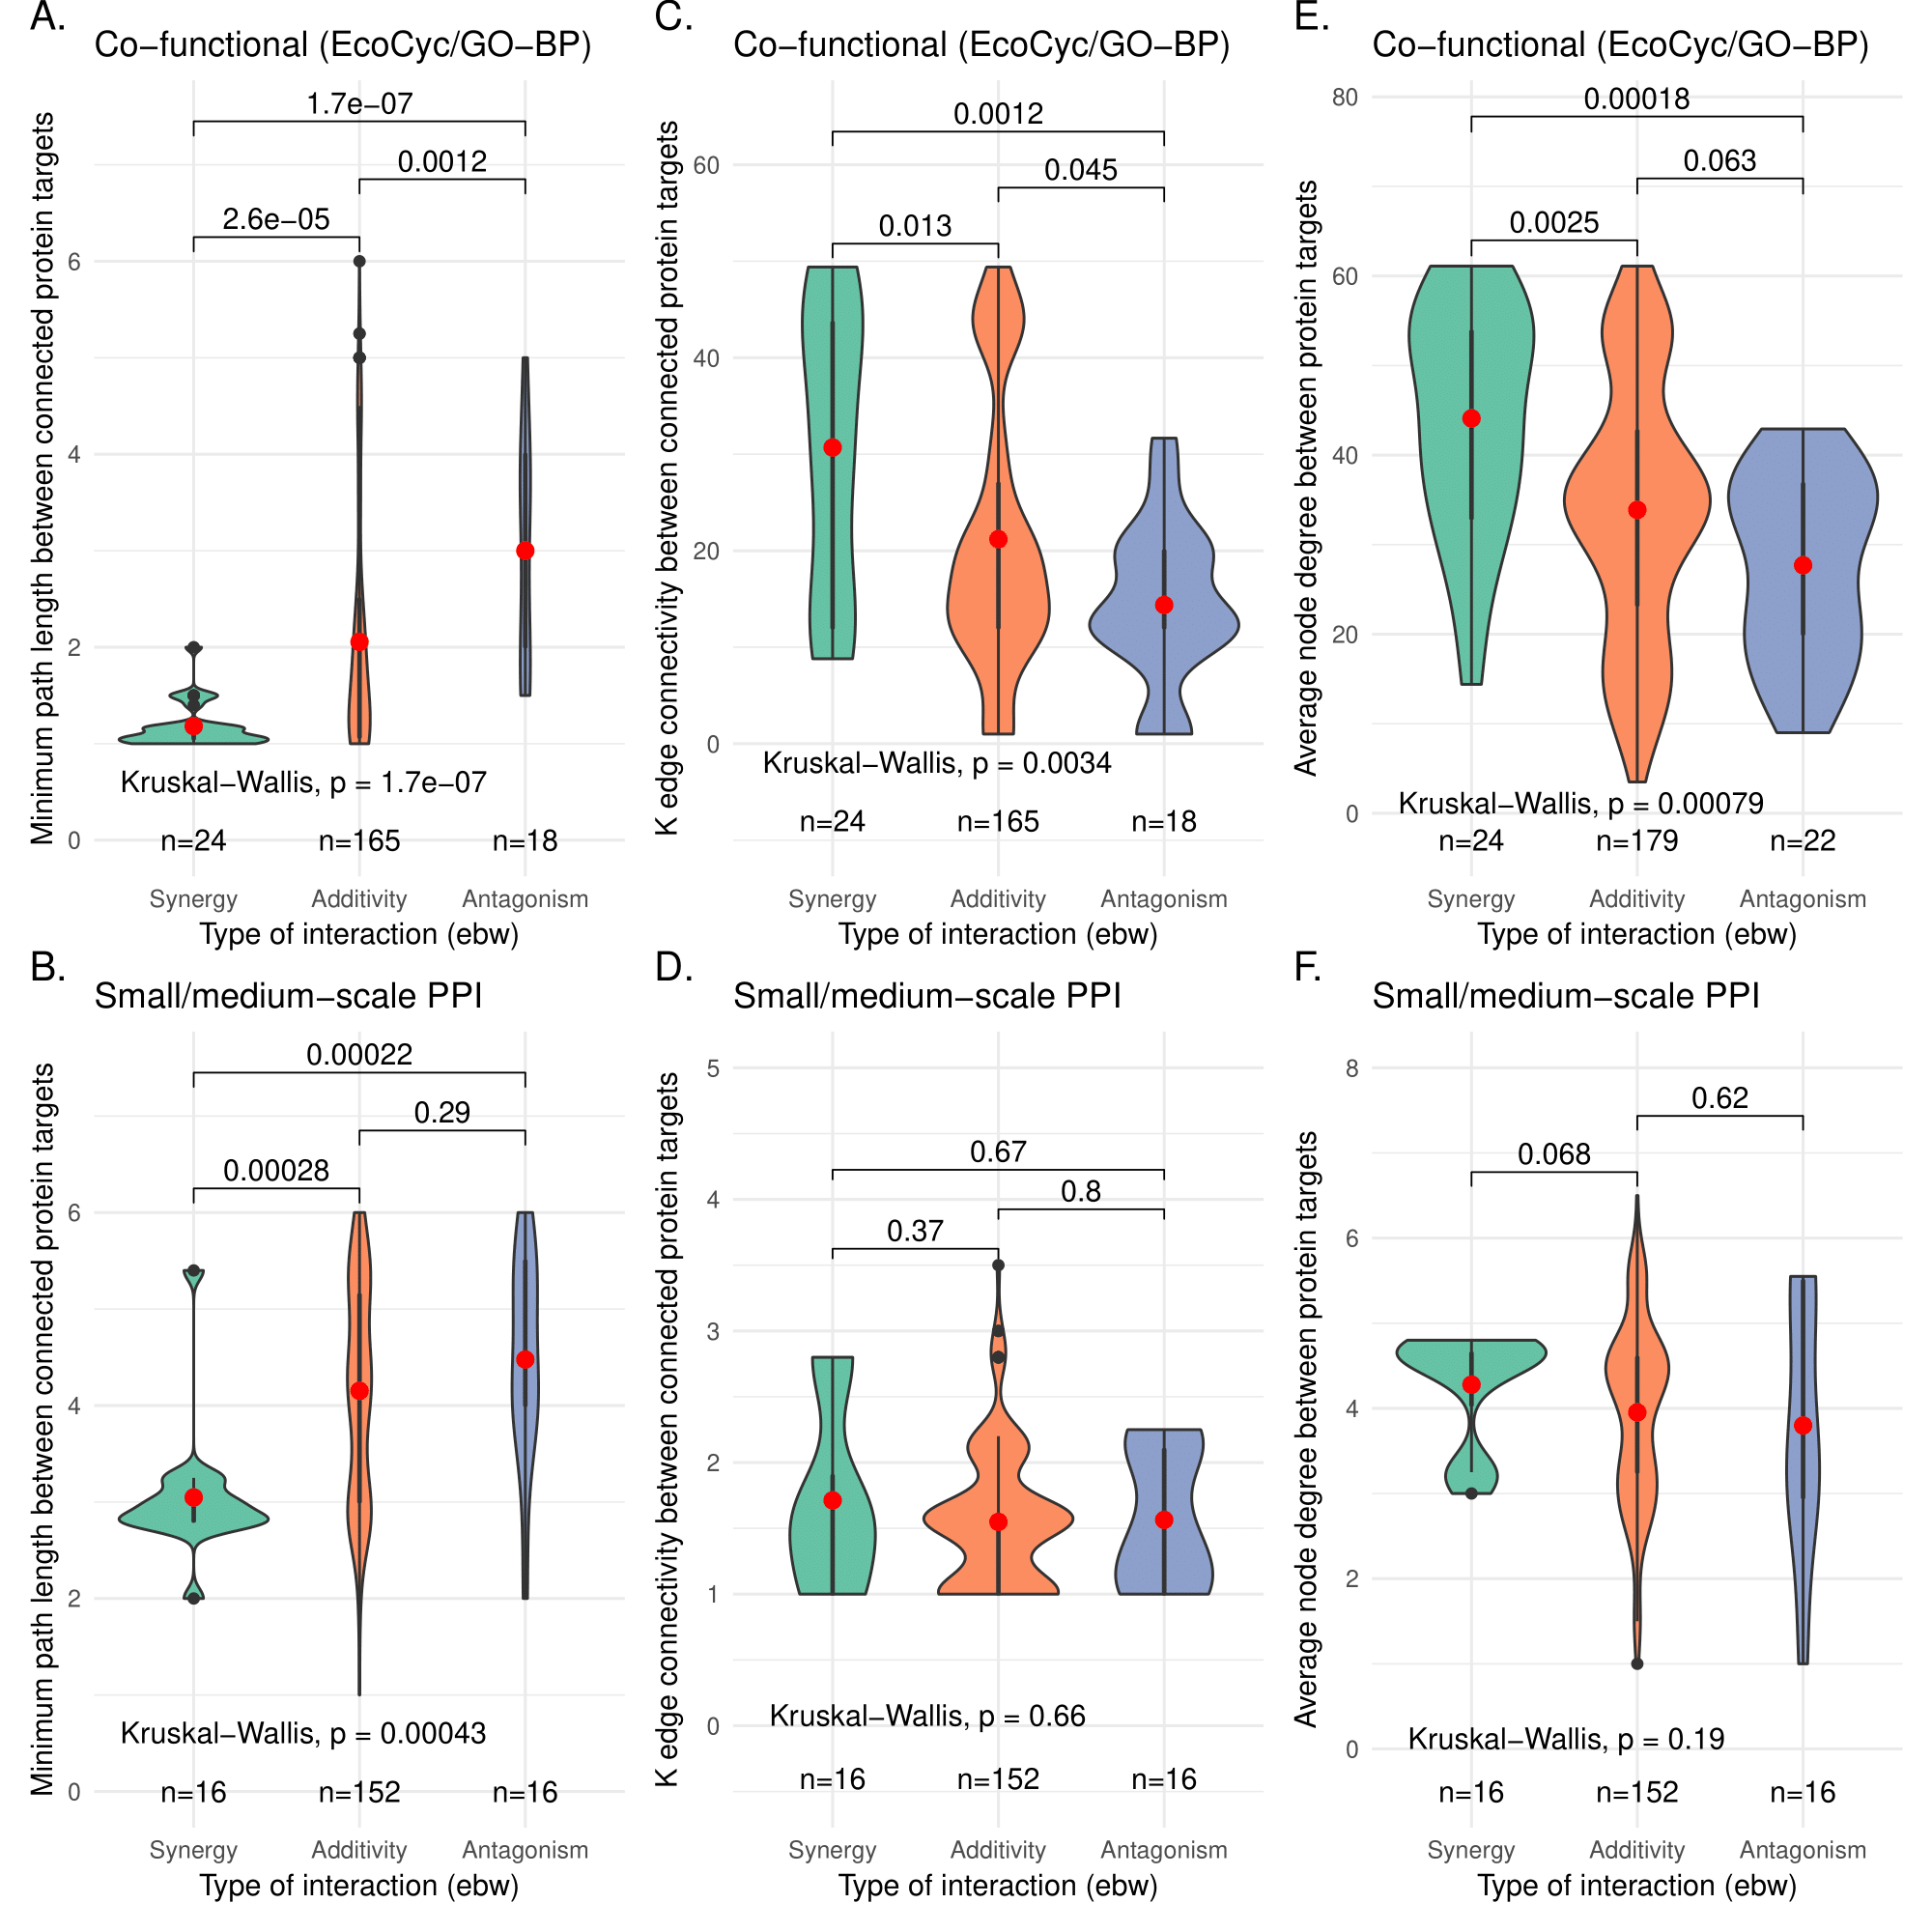 A.
Co−functional (EcoCyc/GO−BP)
Minimum path length between connected protein targets
1.7e−07
0.0012
2.6e−05
6
4
2
0
Kruskal−Wallis, p = 1.7e−07
n=24 n=165 n=18
Synergy Additivity Antagonism
Type of interaction (ebw)
C.
Co−functional (EcoCyc/GO−BP)
K edge connectivity between connected protein targets
0.0012
0.045
0.013
60
40
20
0
Kruskal−Wallis, p = 0.0034
n=24 n=165 n=18
Synergy Additivity Antagonism
Type of interaction (ebw)
E.
Co−functional (EcoCyc/GO−BP)
Average node degree between protein targets
0.00018
0.063
0.0025
80
60
40
20
0
Kruskal−Wallis, p = 0.00079
n=24 n=179 n=22
Synergy Additivity Antagonism
Type of interaction (ebw)
B.
Small/medium−scale PPI
Minimum path length between connected protein targets
0.00022
0.29
0.00028
6
4
2
0
Kruskal−Wallis, p = 0.00043
n=16 n=152 n=16
Synergy Additivity Antagonism
Type of interaction (ebw)
D.
Small/medium−scale PPI
K edge connectivity between connected protein targets
0.67
0.8
0.37
5
4
3
2
1
0
Kruskal−Wallis, p = 0.66
n=16 n=152 n=16
Synergy Additivity Antagonism
Type of interaction (ebw)
F.
Small/medium−scale PPI
Average node degree between protein targets
0.62
0.068
8
6
4
2
0
Kruskal−Wallis, p = 0.19
n=16 n=152 n=16
Synergy Additivity Antagonism
Type of interaction (ebw)